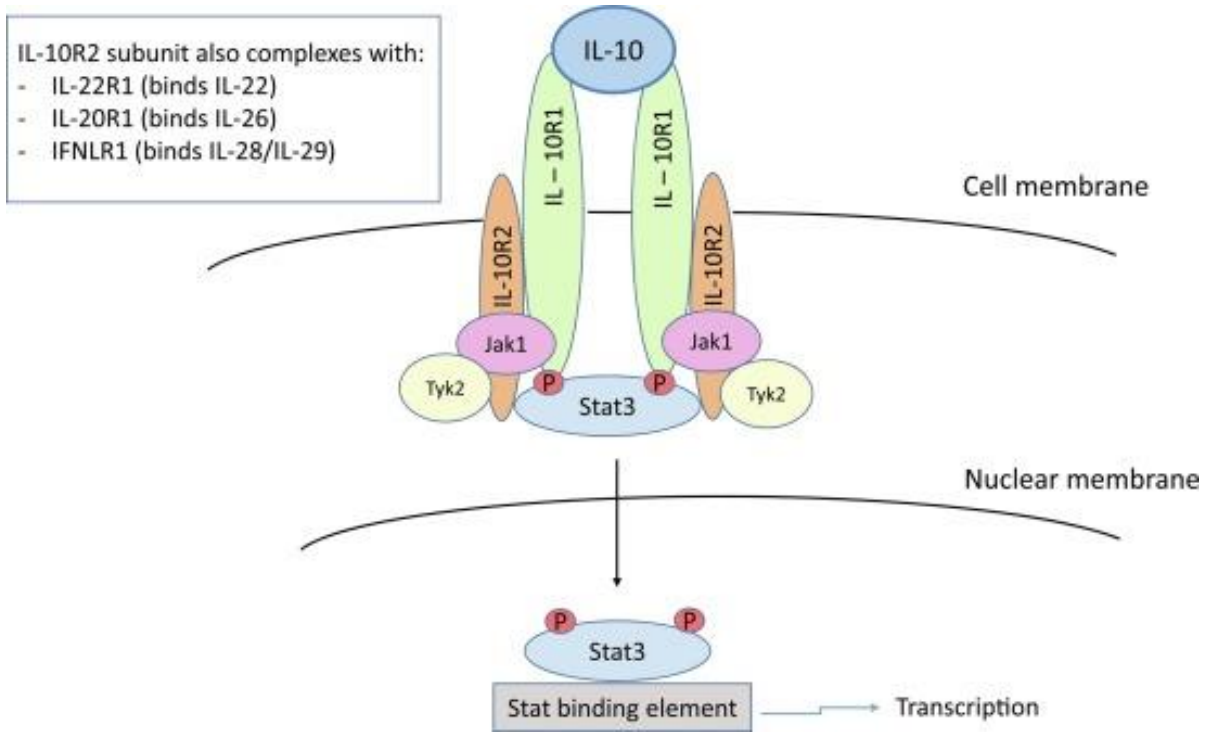 IL-10R2 subunit also complexes with:
- IL-22R1 (binds IL-22)
- IL-20R1 (binds IL-26)
- IFNLR1 (binds IL-28/IL-29)
IL-10
IL – 10R1
IL – 10R1
Cell membrane
IL-10R2
IL-10R2
Jak1
Jak1
Tyk2
Tyk2
P
P
Stat3
Nuclear membrane
P
P
Stat3
Stat binding element
Transcription